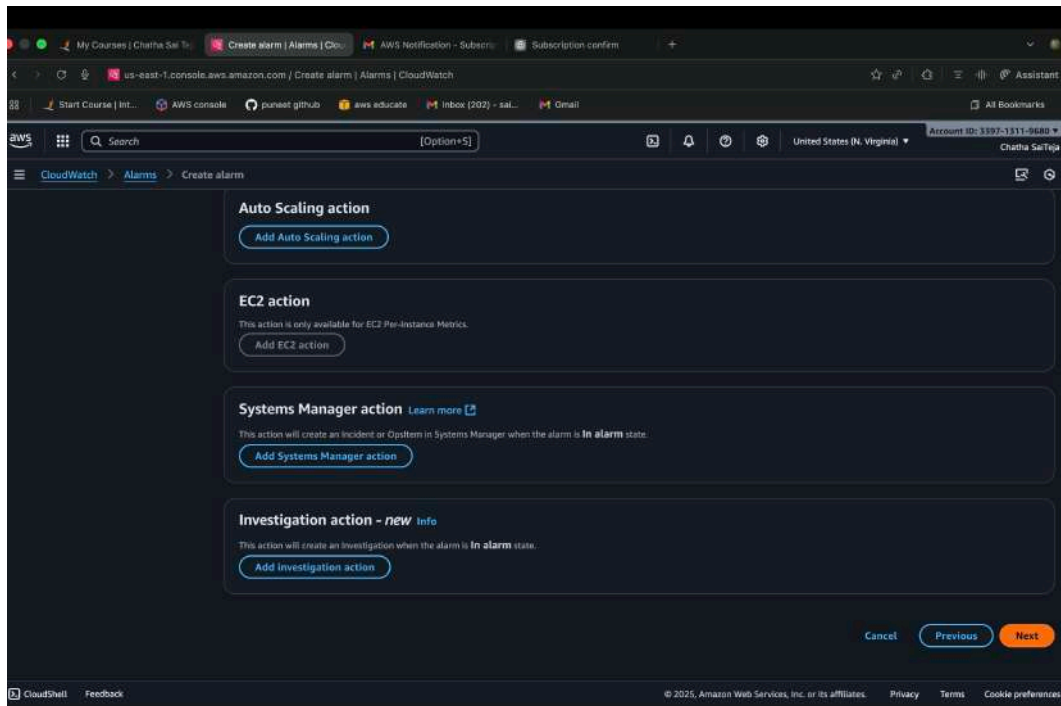 My Courses | Chatha Sai Te
Create alarm | Alarms | Clou
AWS Notification - Subscrip
Subscription confirm
us-east-1.console.aws.amazon.com / Create alarm | Alarms | CloudWatch
Assistant
Start Course | Int...
AWS console
puneet github
aws educate
Inbox (202) - sai...
Gmail
All Bookmarks
aws
Search
[Option+S]
United States (N. Virginia)
Account ID: 3397-1311-9680
Chatha SaiTeja
CloudWatch > Alarms > Create alarm
Auto Scaling action
Add Auto Scaling action
EC2 action
This action is only available for EC2 Per-Instance Metrics.
Add EC2 action
Systems Manager action Learn more
This action will create an Incident or OpsItem in Systems Manager when the alarm is In alarm state.
Add Systems Manager action
Investigation action - new Info
This action will create an Investigation when the alarm is In alarm state.
Add investigation action
Cancel
Previous
Next
CloudShell
Feedback
© 2025, Amazon Web Services, Inc. or its affiliates.
Privacy
Terms
Cookie preferences